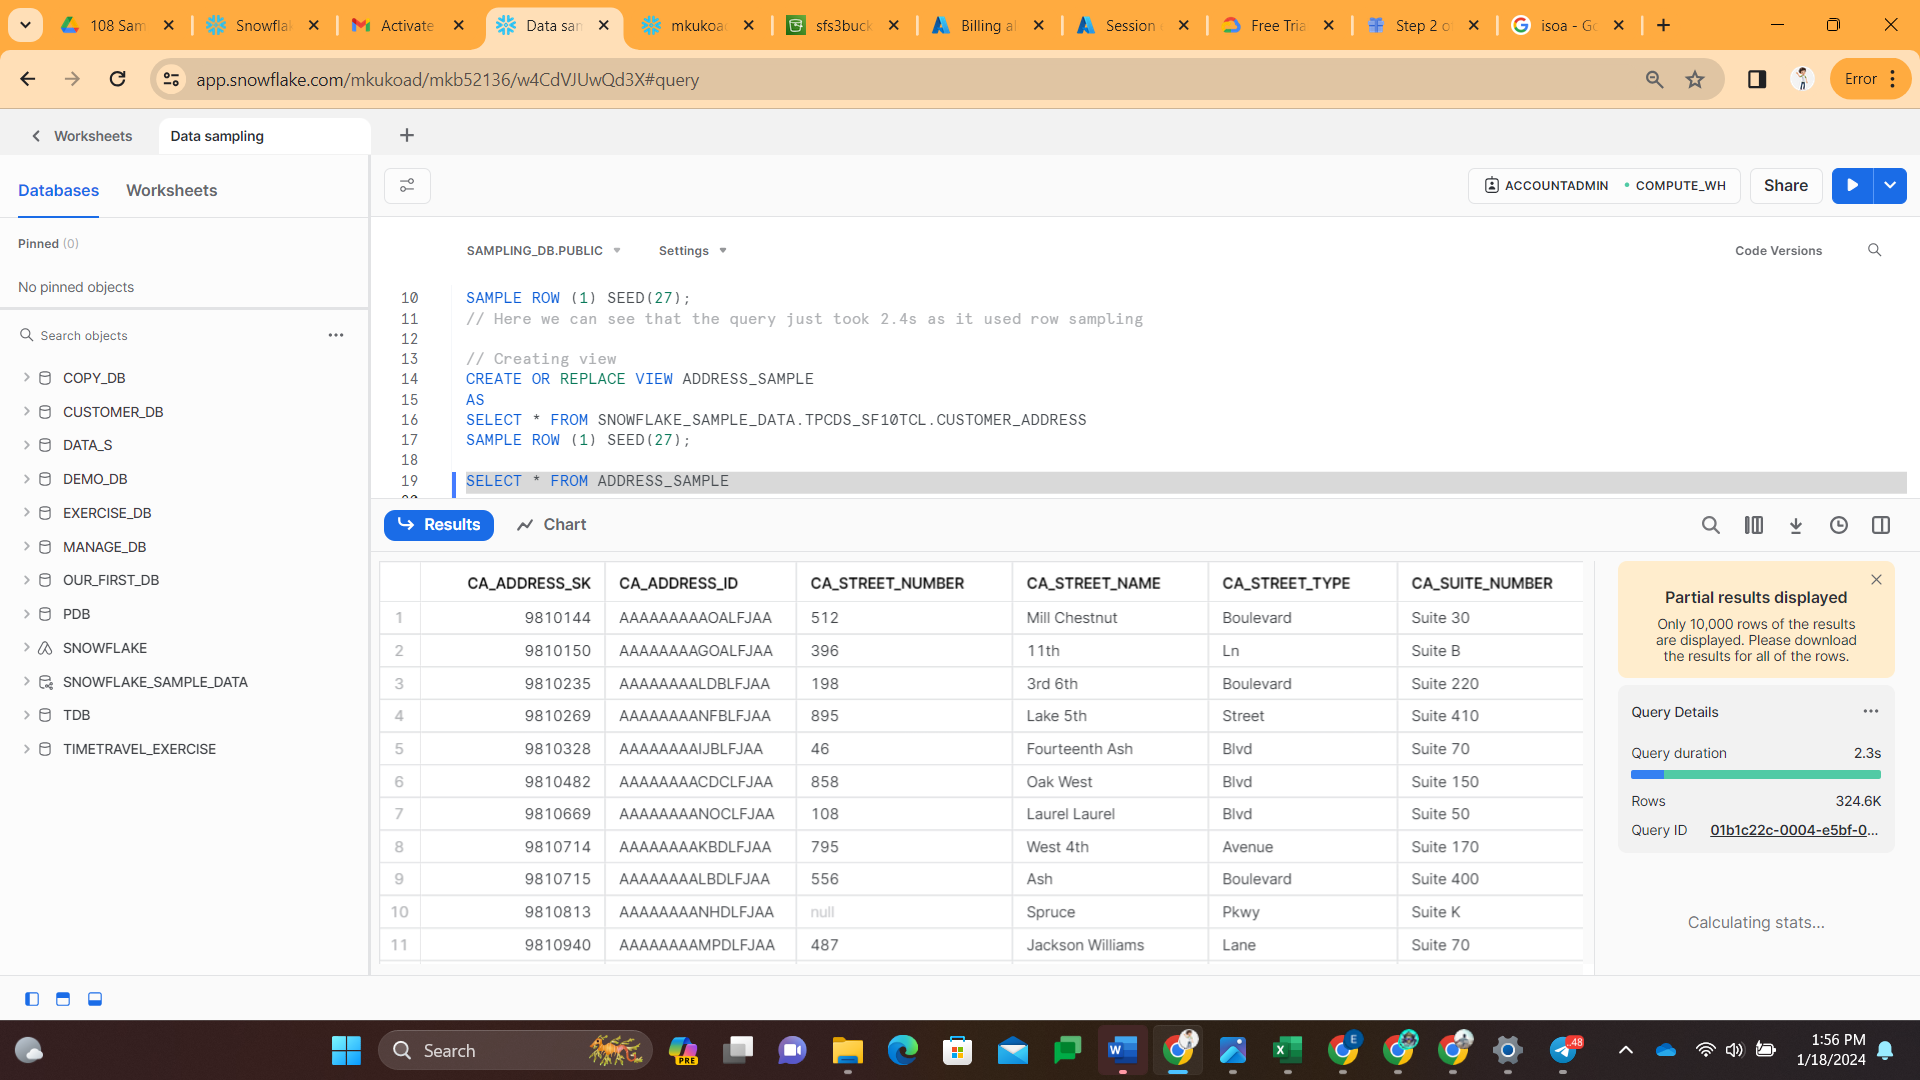 108 Sam
Snowfla
Activate
Data sam
mkukoad
sfs3buck
Billing al
Session
Free Tria
Step 2 o
isoa - Go
app.snowflake.com/mkukoad/mkb52136/w4CdVJUwQd3X#query
Error
Worksheets
Data sampling
Databases
Worksheets
ACCOUNTADMIN • COMPUTE_WH
Share
Pinned (0)
No pinned objects
Search objects
COPY_DB
CUSTOMER_DB
DATA_S
DEMO_DB
EXERCISE_DB
MANAGE_DB
OUR_FIRST_DB
PDB
SNOWFLAKE
SNOWFLAKE_SAMPLE_DATA
TDB
TIMETRAVEL_EXERCISE
SAMPLING_DB.PUBLIC
Settings
Code Versions
10 SAMPLE ROW (1) SEED(27);
11 // Here we can see that the query just took 2.4s as it used row sampling
12
13 // Creating view
14 CREATE OR REPLACE VIEW ADDRESS_SAMPLE
15 AS
16 SELECT * FROM SNOWFLAKE_SAMPLE_DATA.TPCDS_SF10TCL.CUSTOMER_ADDRESS
17 SAMPLE ROW (1) SEED(27);
18
19 SELECT * FROM ADDRESS_SAMPLE
Results
Chart
CA_ADDRESS_SK CA_ADDRESS_ID CA_STREET_NUMBER CA_STREET_NAME CA_STREET_TYPE CA_SUITE_NUMBER
1 9810144 AAAAAAAAAOALFJAA 512 Mill Chestnut Boulevard Suite 30
2 9810150 AAAAAAAAGOALFJAA 396 11th Ln Suite B
3 9810235 AAAAAAAALDBLFJAA 198 3rd 6th Boulevard Suite 220
4 9810269 AAAAAAAANFBLFJAA 895 Lake 5th Street Suite 410
5 9810328 AAAAAAAAIJBLFJAA 46 Fourteenth Ash Blvd Suite 70
6 9810482 AAAAAAAACDCLFJAA 858 Oak West Blvd Suite 150
7 9810669 AAAAAAAANOCLFJAA 108 Laurel Laurel Blvd Suite 50
8 9810714 AAAAAAAAKBDLFJAA 795 West 4th Avenue Suite 170
9 9810715 AAAAAAAALBDLFJAA 556 Ash Boulevard Suite 400
10 9810813 AAAAAAAANHDLFJAA null Spruce Pkwy Suite K
11 9810940 AAAAAAAAMPDLFJAA 487 Jackson Williams Lane Suite 70
Partial results displayed
Only 10,000 rows of the results
are displayed. Please download
the results for all of the rows.
Query Details
Query duration 2.3s
Rows 324.6K
Query ID 01b1c22c-0004-e5bf-0...
Calculating stats...
Search
PRE
E
48
1:56 PM
1/18/2024